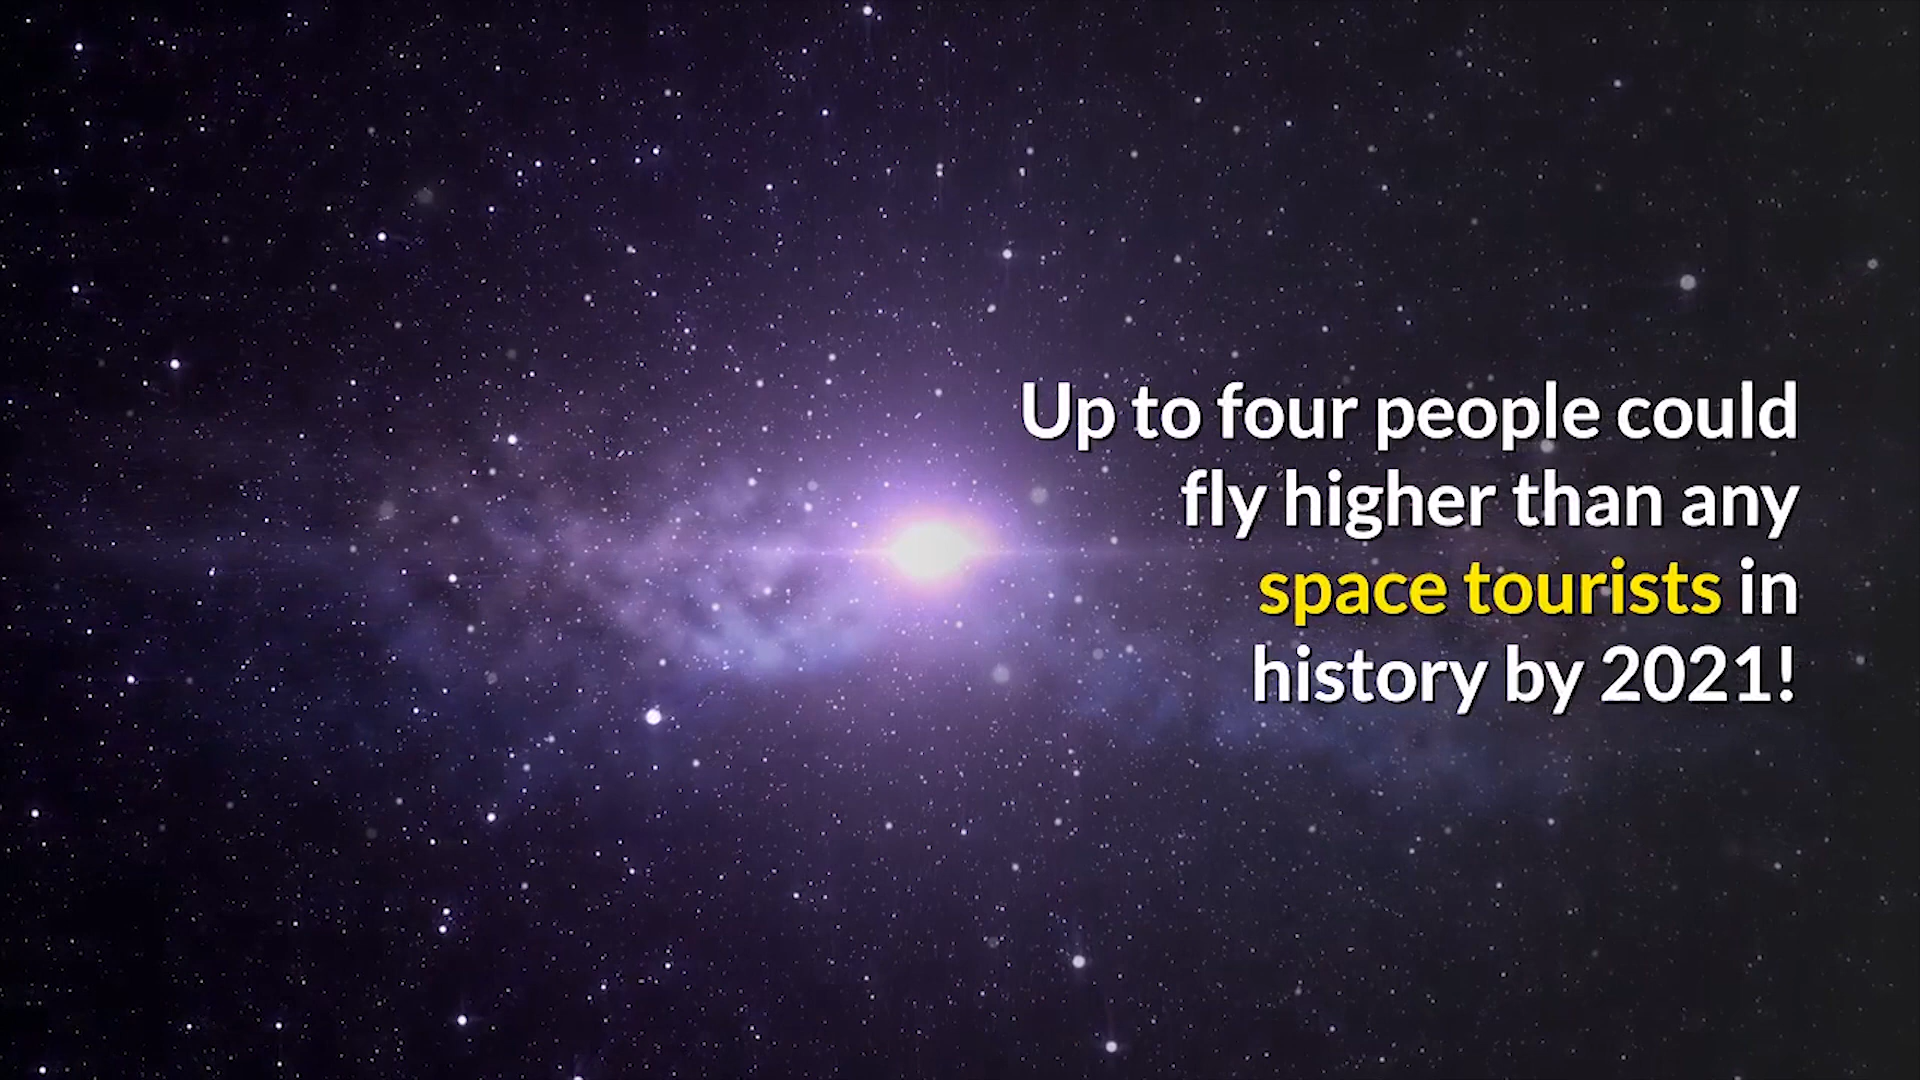 Up to four people could
fly higher than any
space tourists in
history by 2021!